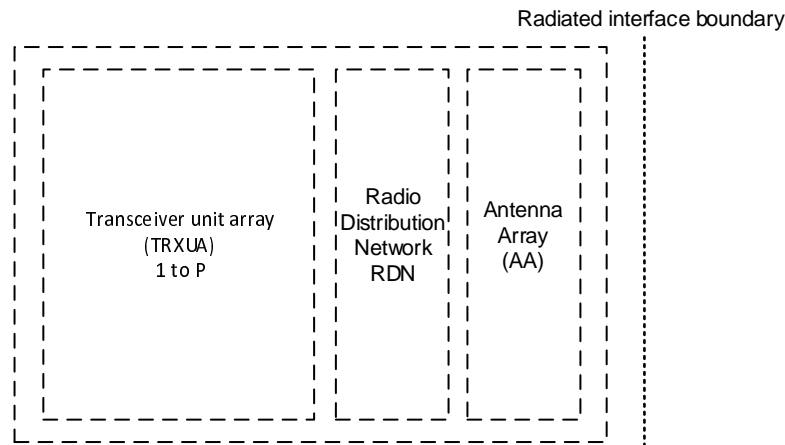 Radiated interface boundary
Transceiver unit array
(TRXUA)
1 to P
Radio
Distribution
Network
RDN
Antenna
Array
(AA)